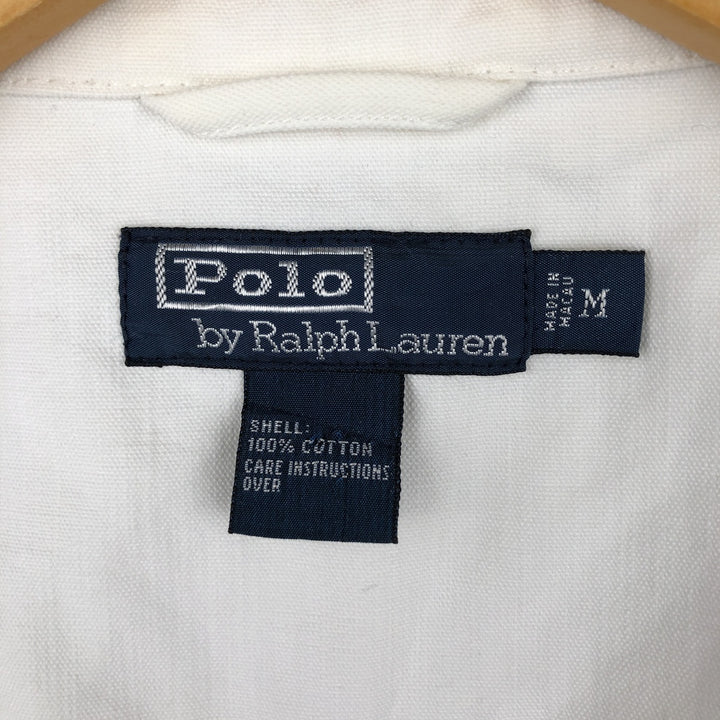 Polo
by Ralph Lauren
MADE IN
MACAU
M
SHELL:
100% COTTON
CARE INSTRUCTIONS
OVER